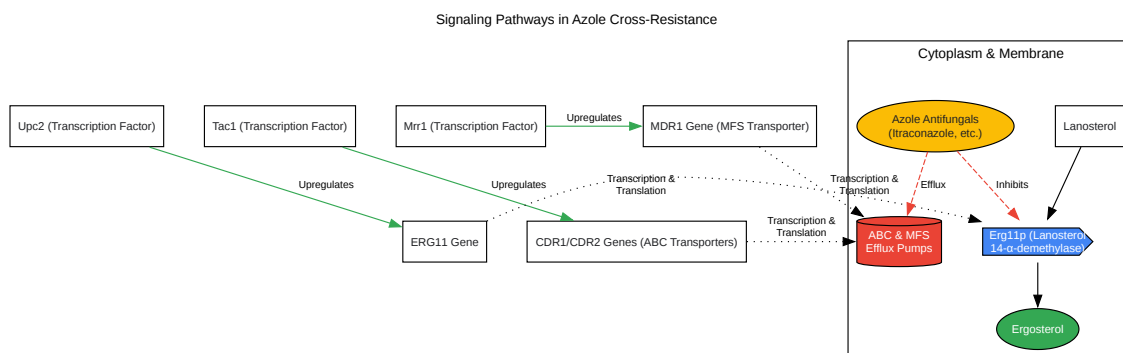 Signaling Pathways in Azole Cross-Resistance
Cytoplasm & Membrane
Upc2 (Transcription Factor)
Tac1 (Transcription Factor)
Mrr1 (Transcription Factor)
Upregulates
MDR1 Gene (MFS Transporter)
Azole Antifungals
(Itraconazole, etc.)
Lanosterol
Upregulates
Upregulates
Transcription &
Translation
Transcription &
Translation
Efflux
Inhibits
ERG11 Gene
CDR1/CDR2 Genes (ABC Transporters)
Transcription &
Translation
ABC & MFS
Efflux Pumps
Erg11p (Lanosterol
14-α-demethylase)
Ergosterol